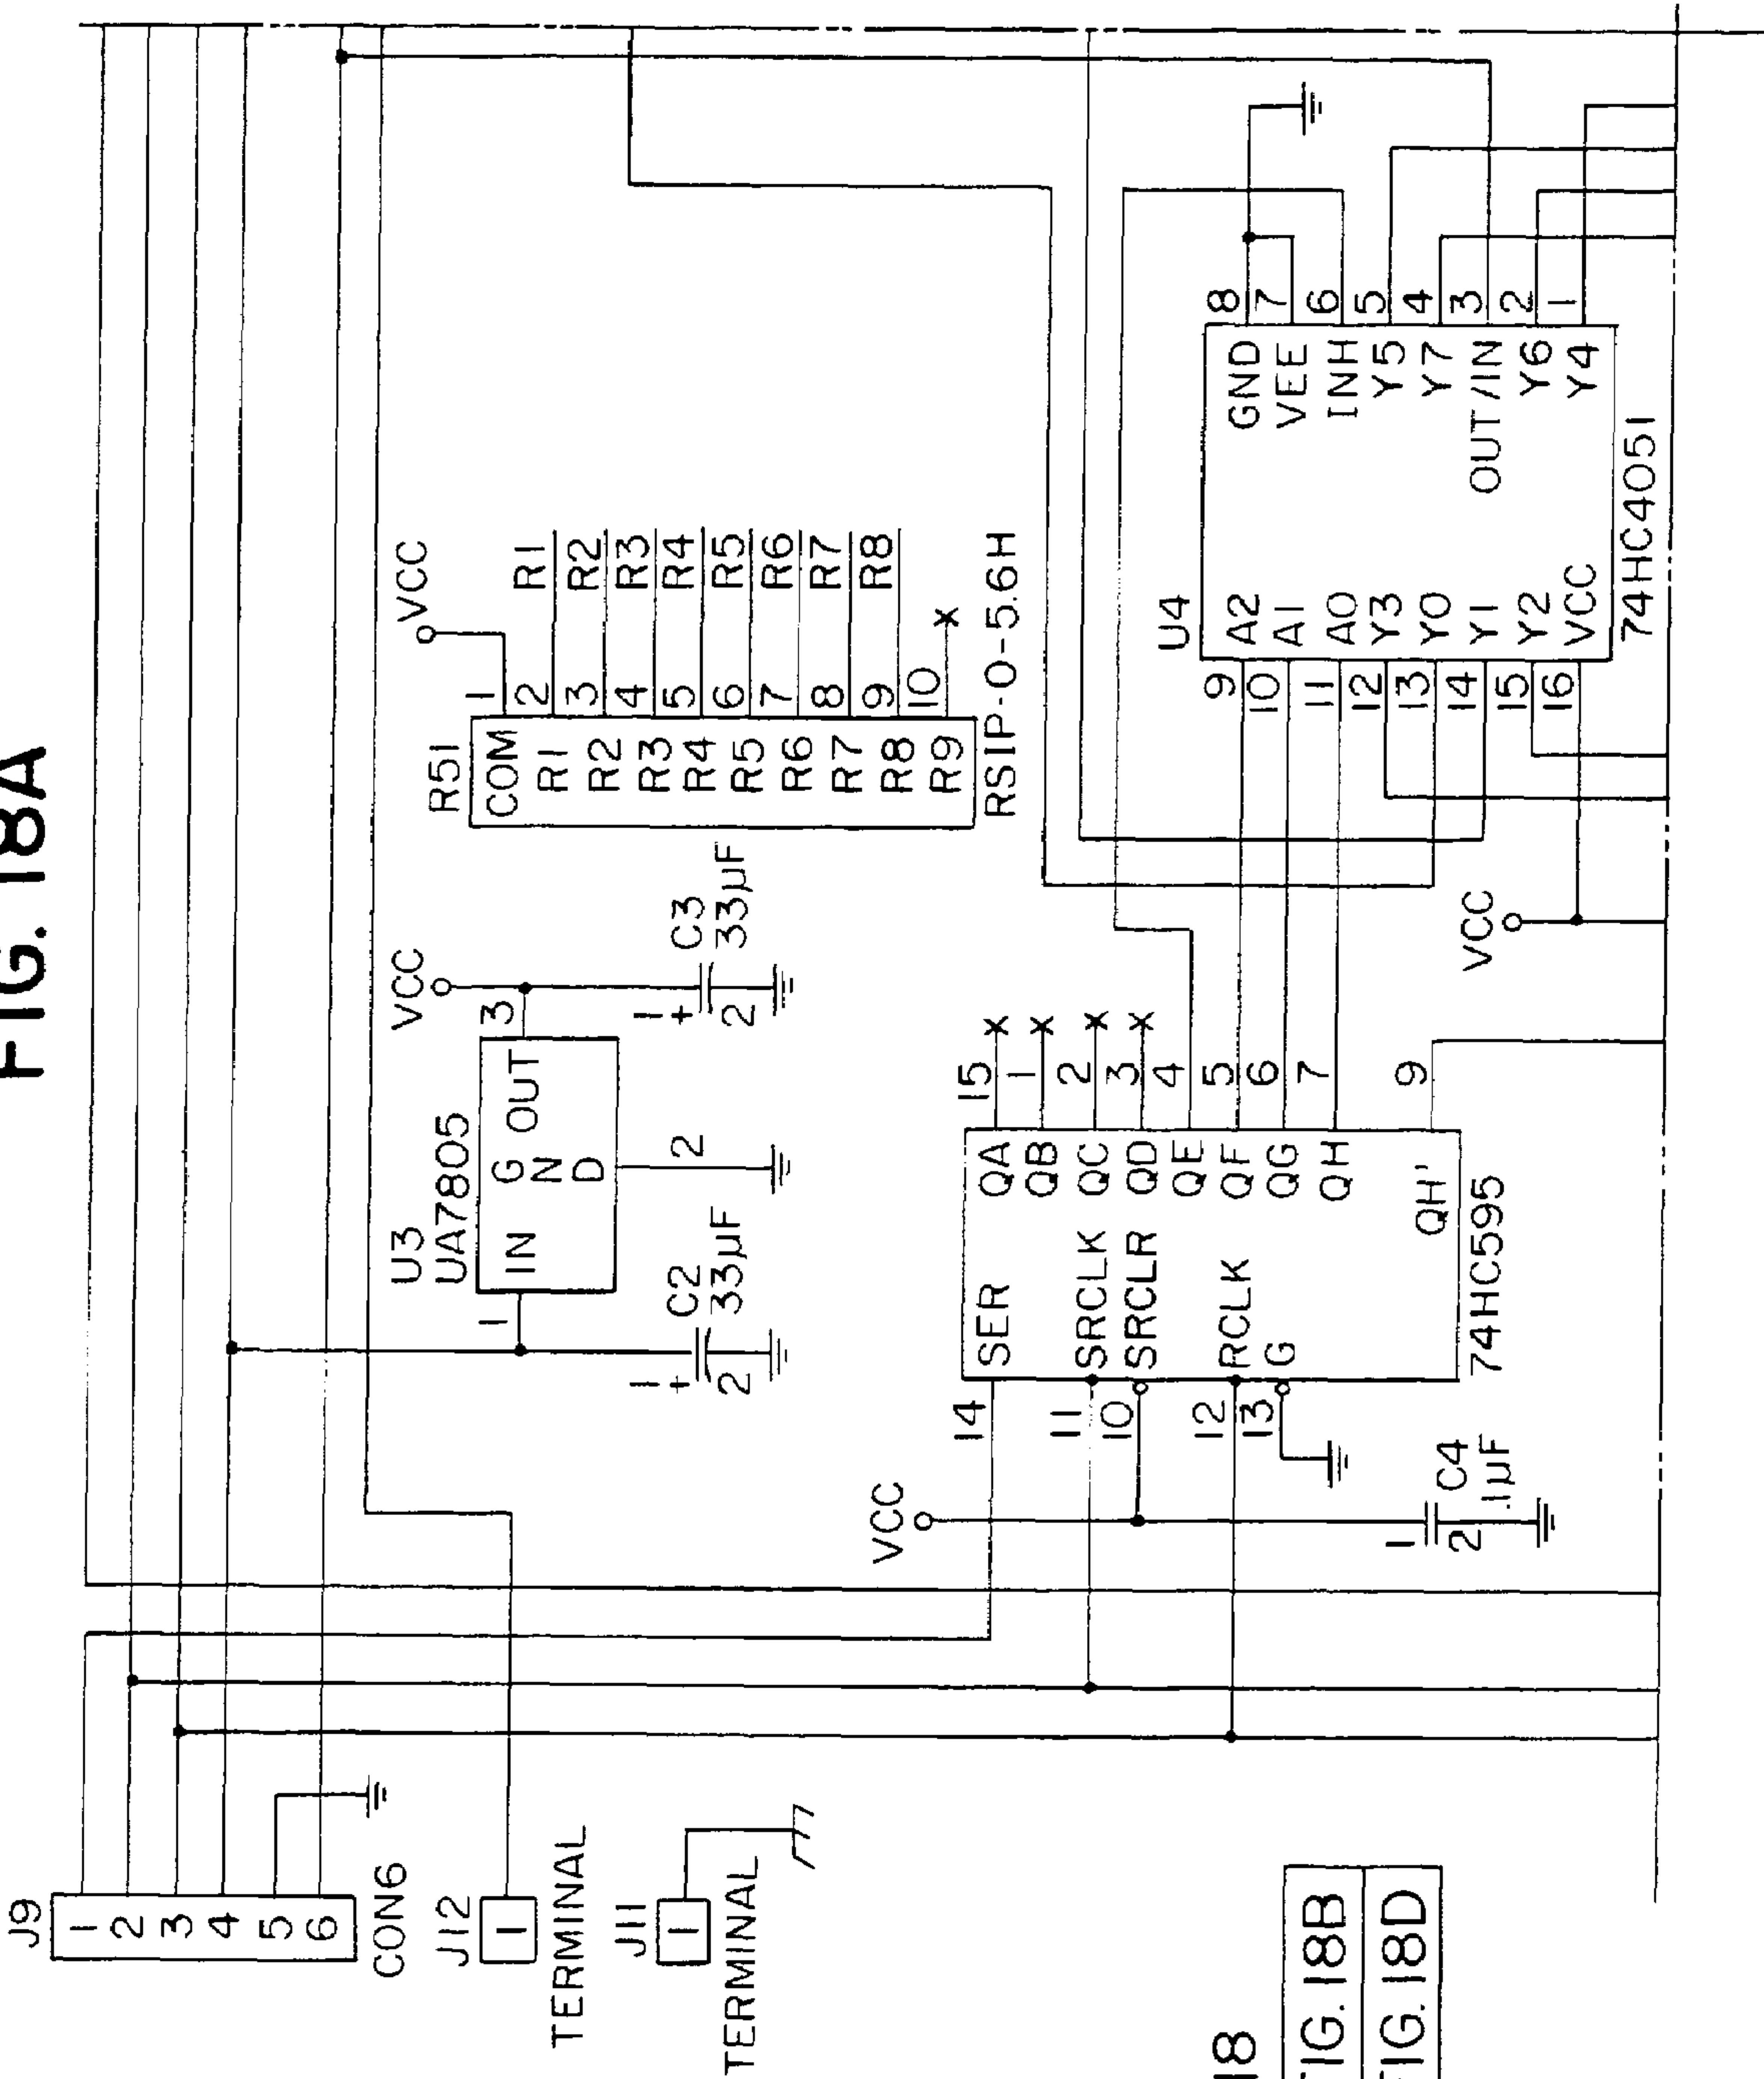 FIG. 18A
J9
1
2
3
4
5
6
CON6
J12
1
TERMINAL
J11
1
TERMINAL
U3
UA7805
IN
G
N
D
OUT
1
2
3
VCC
1
+
2
C2
33µF
1
+
2
C3
33µF
R51
COM
R1
R2
R3
R4
R5
R6
R7
R8
R9
1
2
3
4
5
6
7
8
9
10
VCC
R1
R2
R3
R4
R5
R6
R7
R8
RSIP-0-5.6H
VCC
14
11
10
12
13
SER
SRCLK
SRCLR
RCLK
G
QA
QB
QC
QD
QE
QF
QG
QH
QH'
15
1
2
3
4
5
6
7
9
74HC595
1
2
C4
.1µF
U4
9
10
11
12
13
14
15
16
A2
A1
A0
Y3
Y0
Y1
Y2
VCC
GND
VEE
INH
Y5
Y7
OUT/IN
Y6
Y4
8
7
6
5
4
3
2
1
74HC4051
VCC
18
FIG. 18B
FIG. 18D